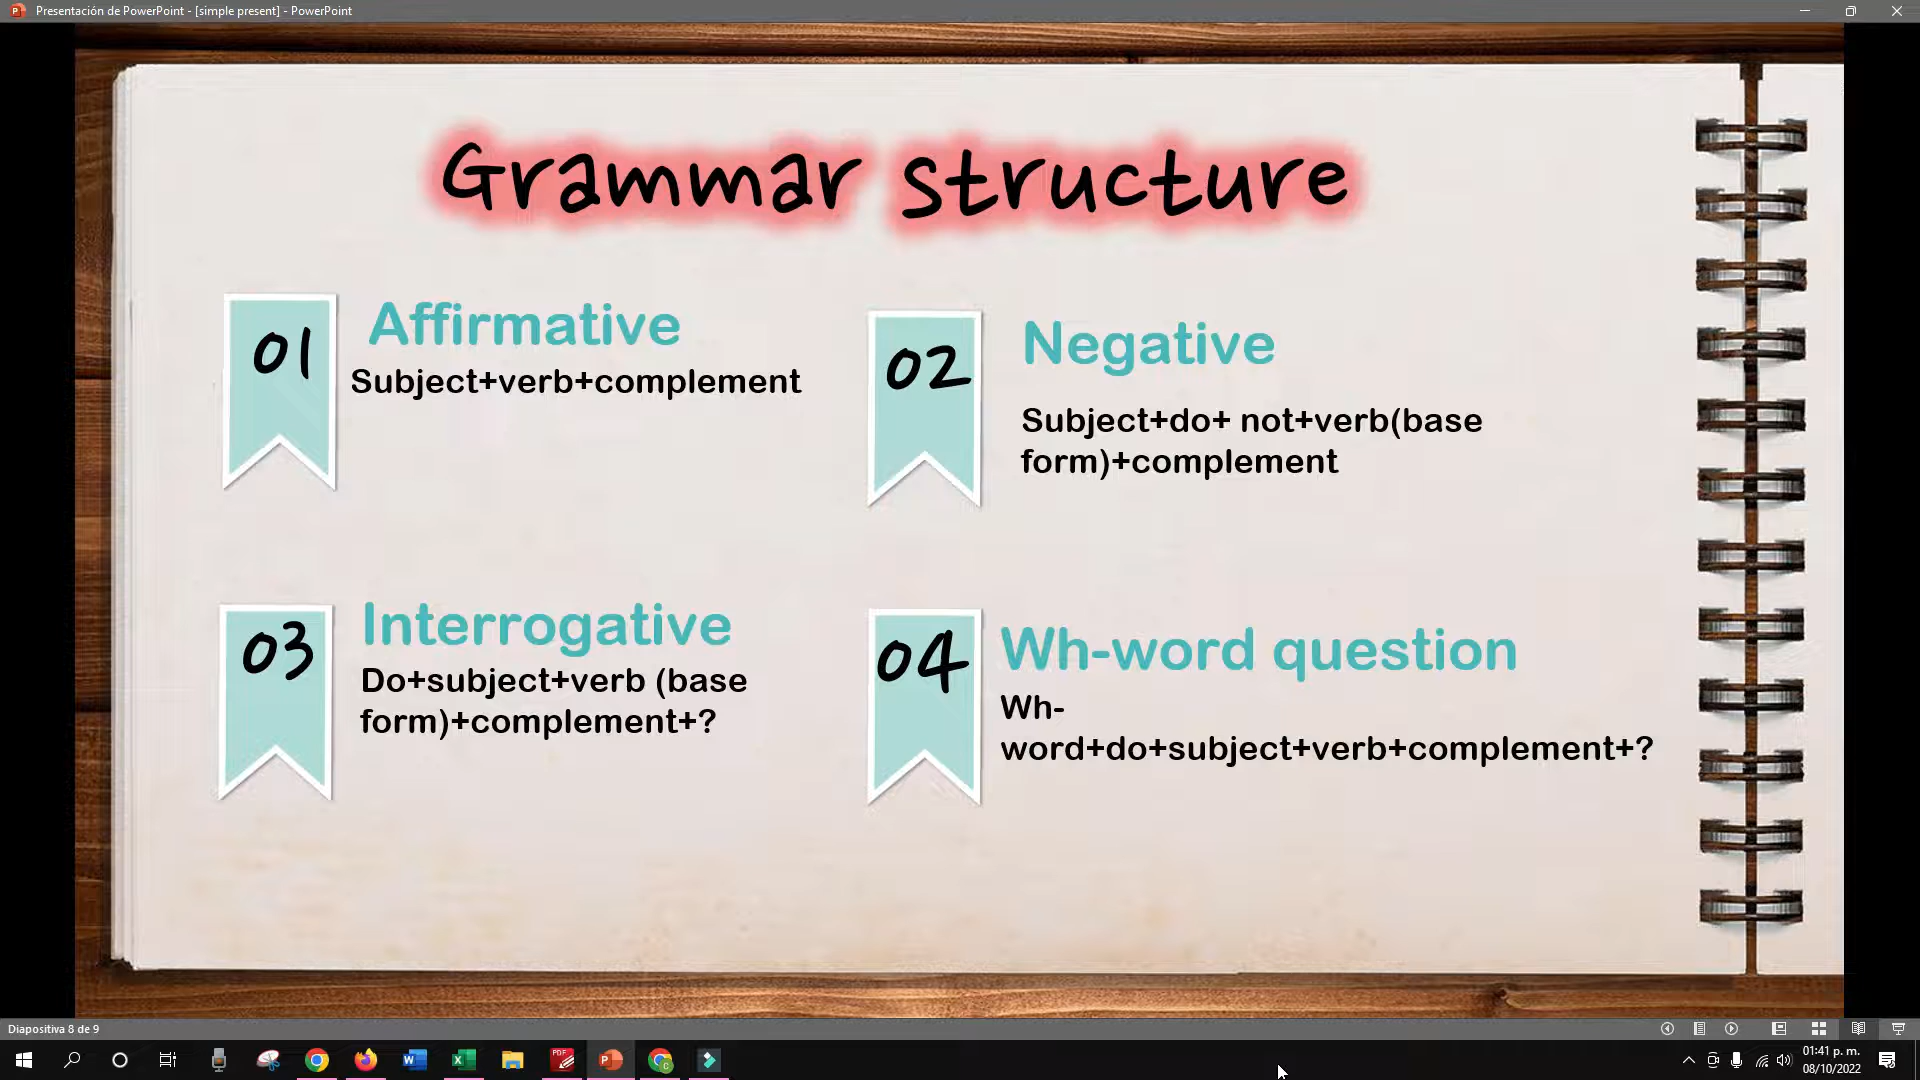 Presentación de PowerPoint - [simple present] - PowerPoint
Grammar structure
01
Affirmative
Subject+verb+complement
02
Negative
Subject+do+ not+verb(base
form)+complement
03
Interrogative
Do+subject+verb (base
form)+complement+?
04
Wh-word question
Wh-
word+do+subject+verb+complement+?
Diapositiva 8 de 9
01:41 p. m.
08/10/2022